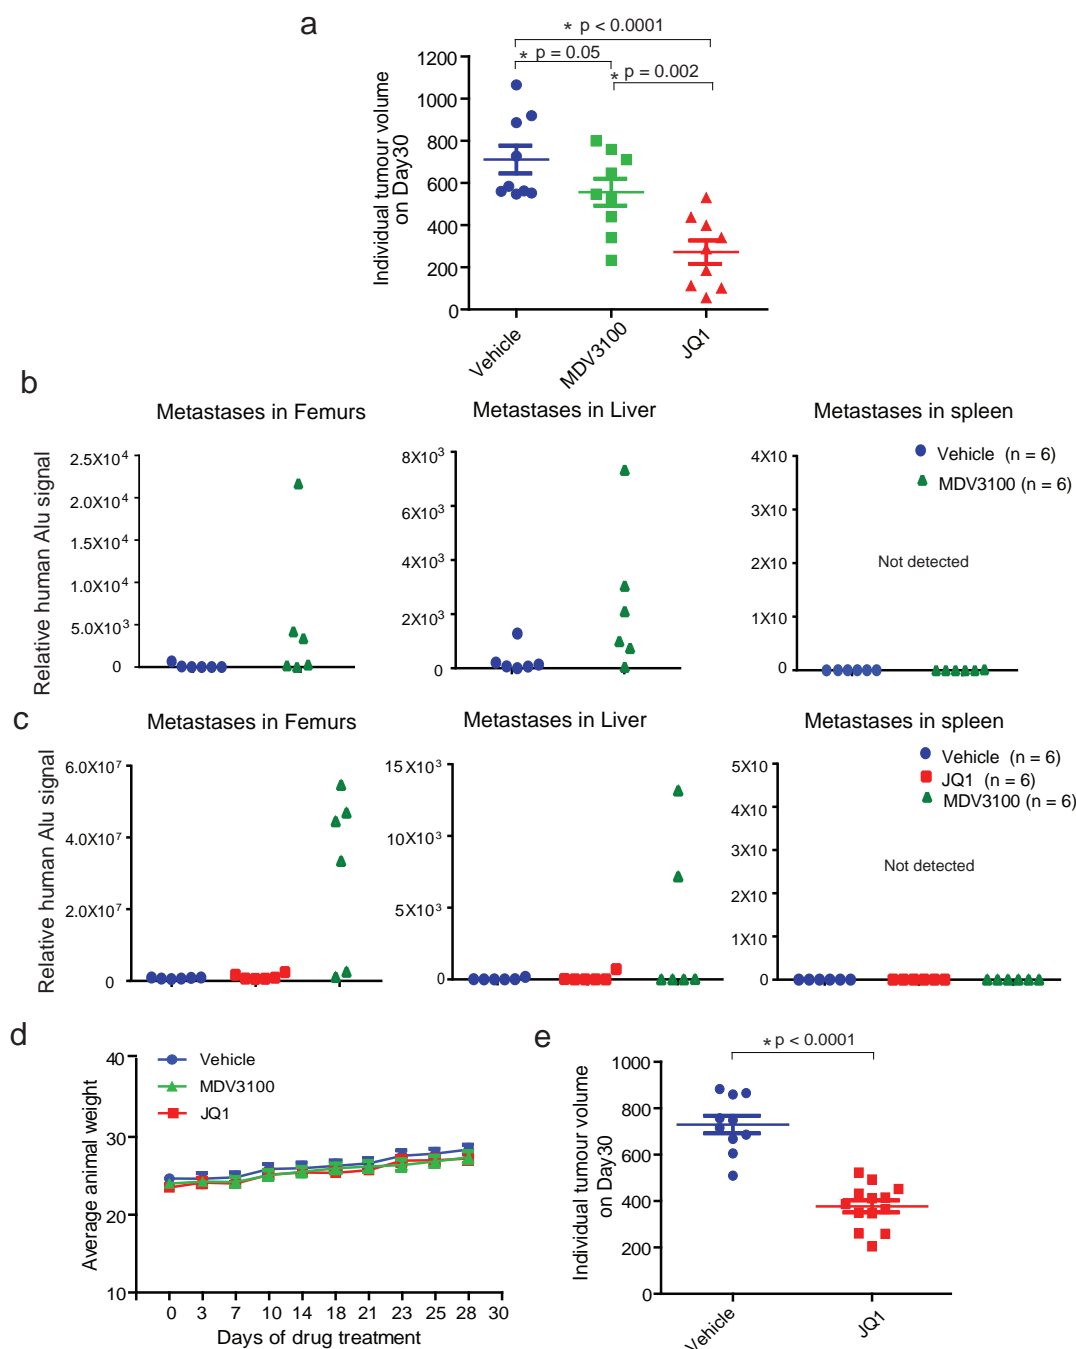 a
* p < 0.0001
* p = 0.05
* p = 0.002
Individual tumour volume
on Day30
1200
1000
800
600
400
200
0
Vehicle
MDV3100
JQ1
b
Metastases in Femurs
Metastases in Liver
Metastases in spleen
Relative human Alu signal
2.5X10⁴
2.0X10⁴
1.5X10⁴
1.0X10⁴
5.0X10³
0
8X10³
6X10³
4X10³
2X10³
0
4X10
3X10
2X10
1X10
0
Vehicle (n = 6)
MDV3100 (n = 6)
Not detected
c
Metastases in Femurs
Metastases in Liver
Metastases in spleen
Relative human Alu signal
6.0X10⁷
4.0X10⁷
2.0X10⁷
0
15X10³
10X10³
5X10³
0
5X10
4X10
3X10
2X10
1X10
0
Vehicle (n = 6)
JQ1 (n = 6)
MDV3100 (n = 6)
Not detected
d
Average animal weight
40
30
20
10
Vehicle
MDV3100
JQ1
0 3 7 10 14 18 21 23 25 28 30
Days of drug treatment
e
* p < 0.0001
Individual tumour volume
on Day30
1000
800
600
400
200
0
Vehicle
JQ1